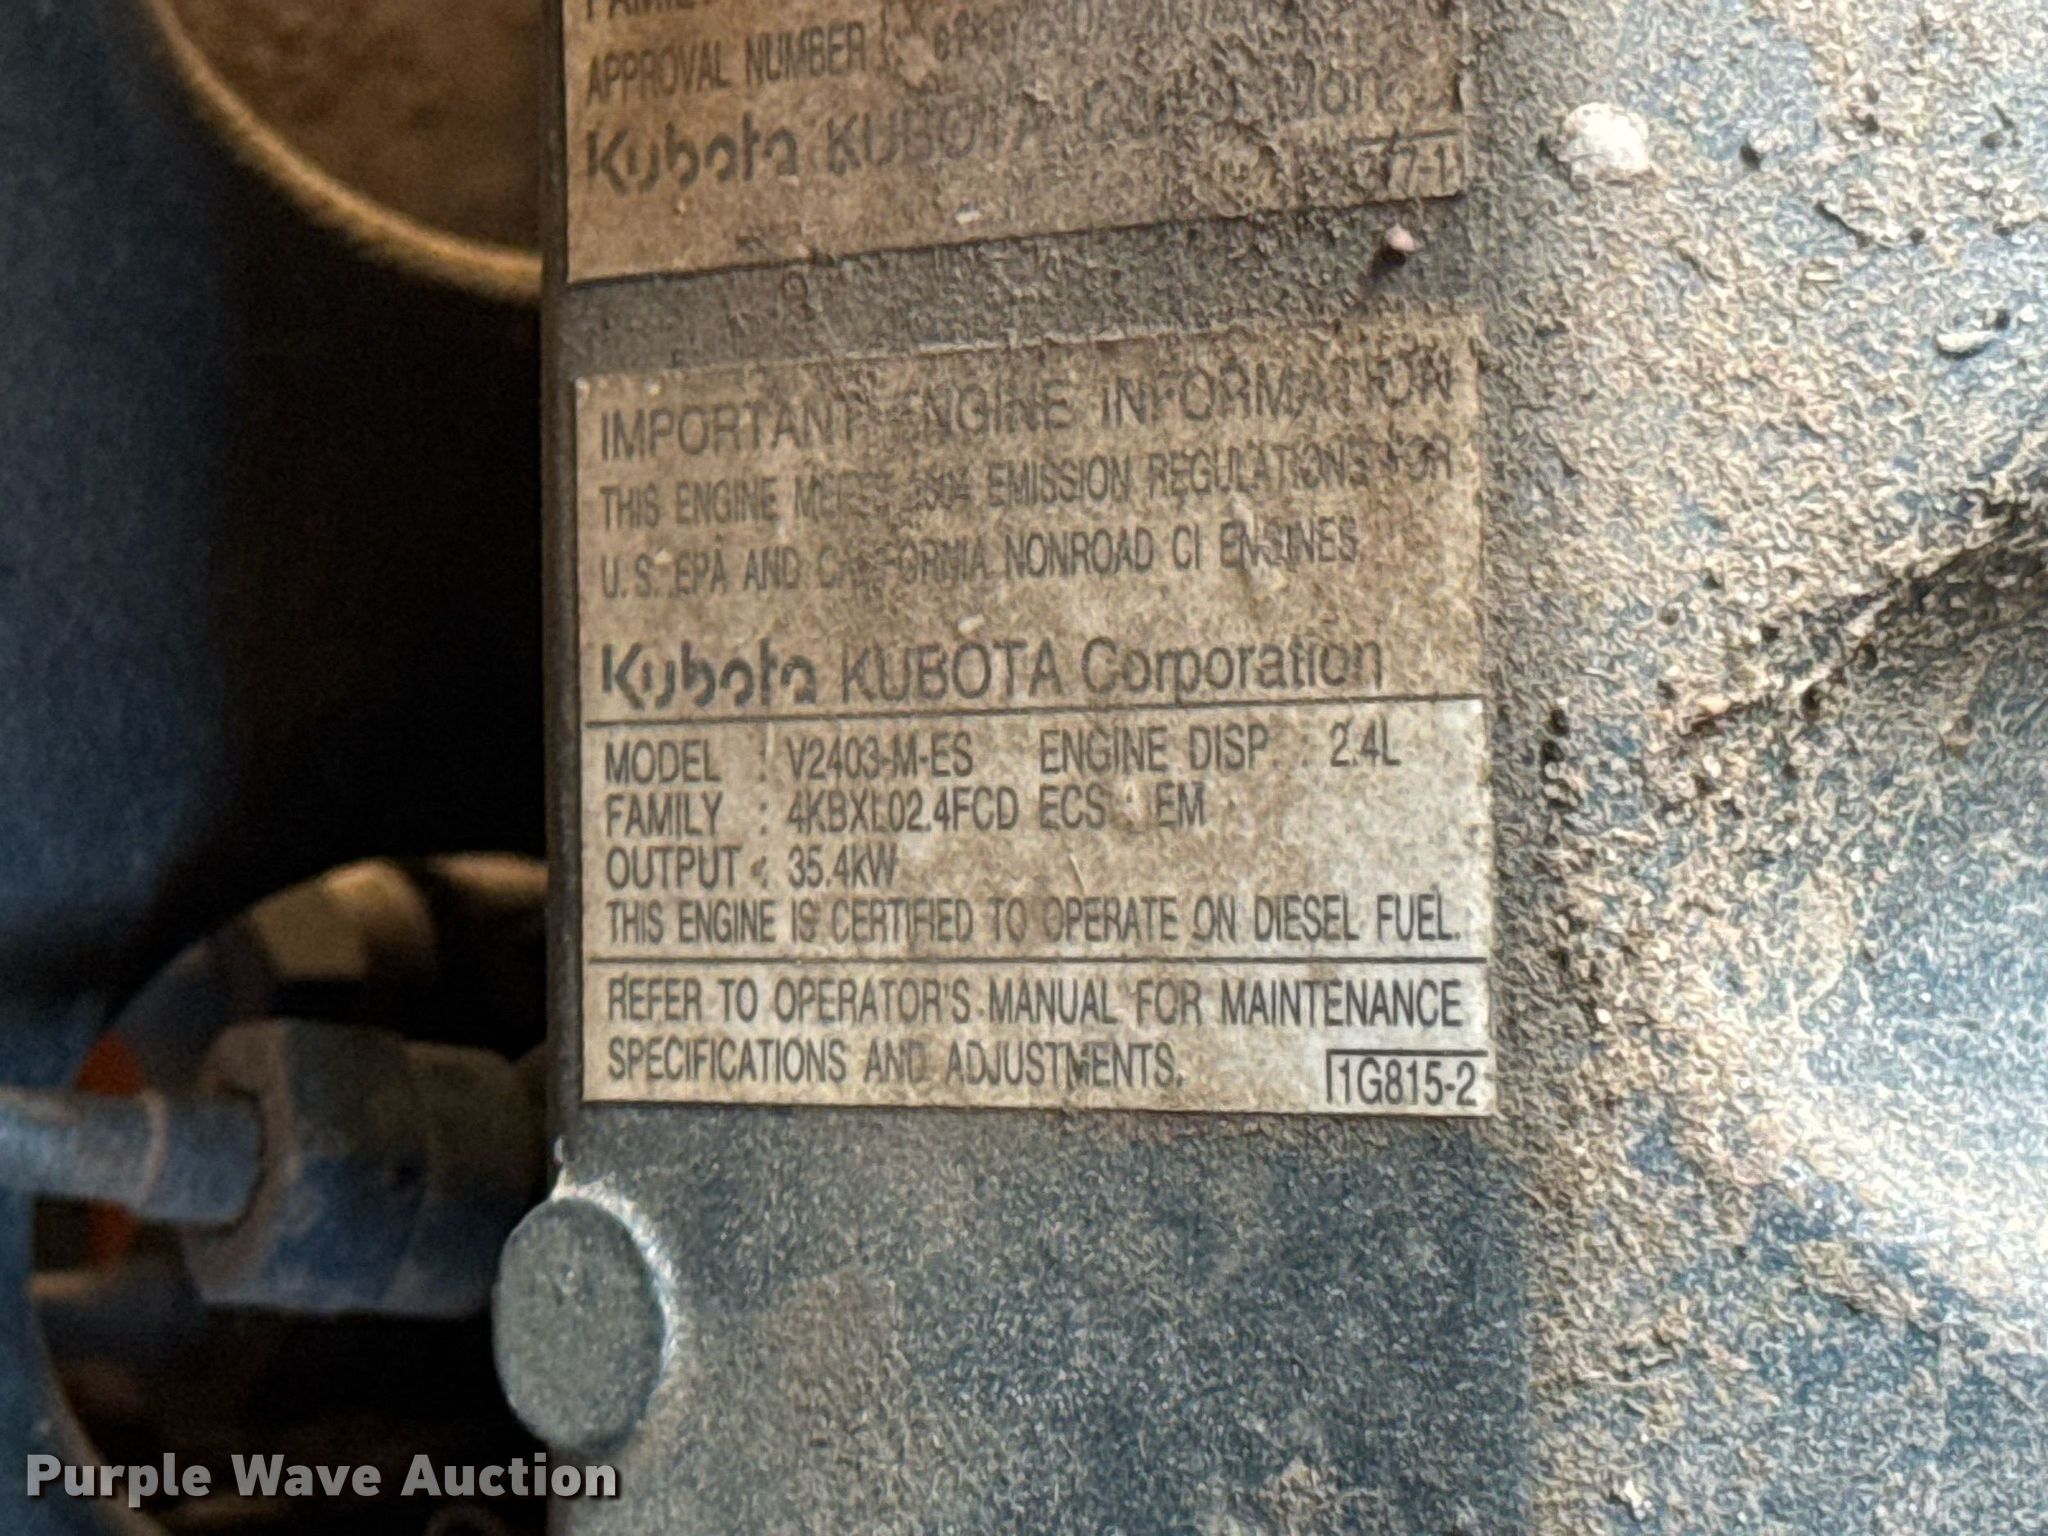 APPROVAL NUMBER
Kubota KUBOTA
7-1
IMPORTANT ENGINE INFORMATION
THIS ENGINE MEETS 2004 EMISSION REGULATIONS FOR
U.S. EPA AND CALIFORNIA NONROAD CI ENGINES
Kubota KUBOTA Corporation
MODEL : V2403-M-ES ENGINE DISP. : 2.4L
FAMILY : 4KBXL02.4FCD ECS : EM
OUTPUT : 35.4kW
THIS ENGINE IS CERTIFIED TO OPERATE ON DIESEL FUEL.
REFER TO OPERATOR'S MANUAL FOR MAINTENANCE
SPECIFICATIONS AND ADJUSTMENTS.
1G815-2
Purple Wave Auction